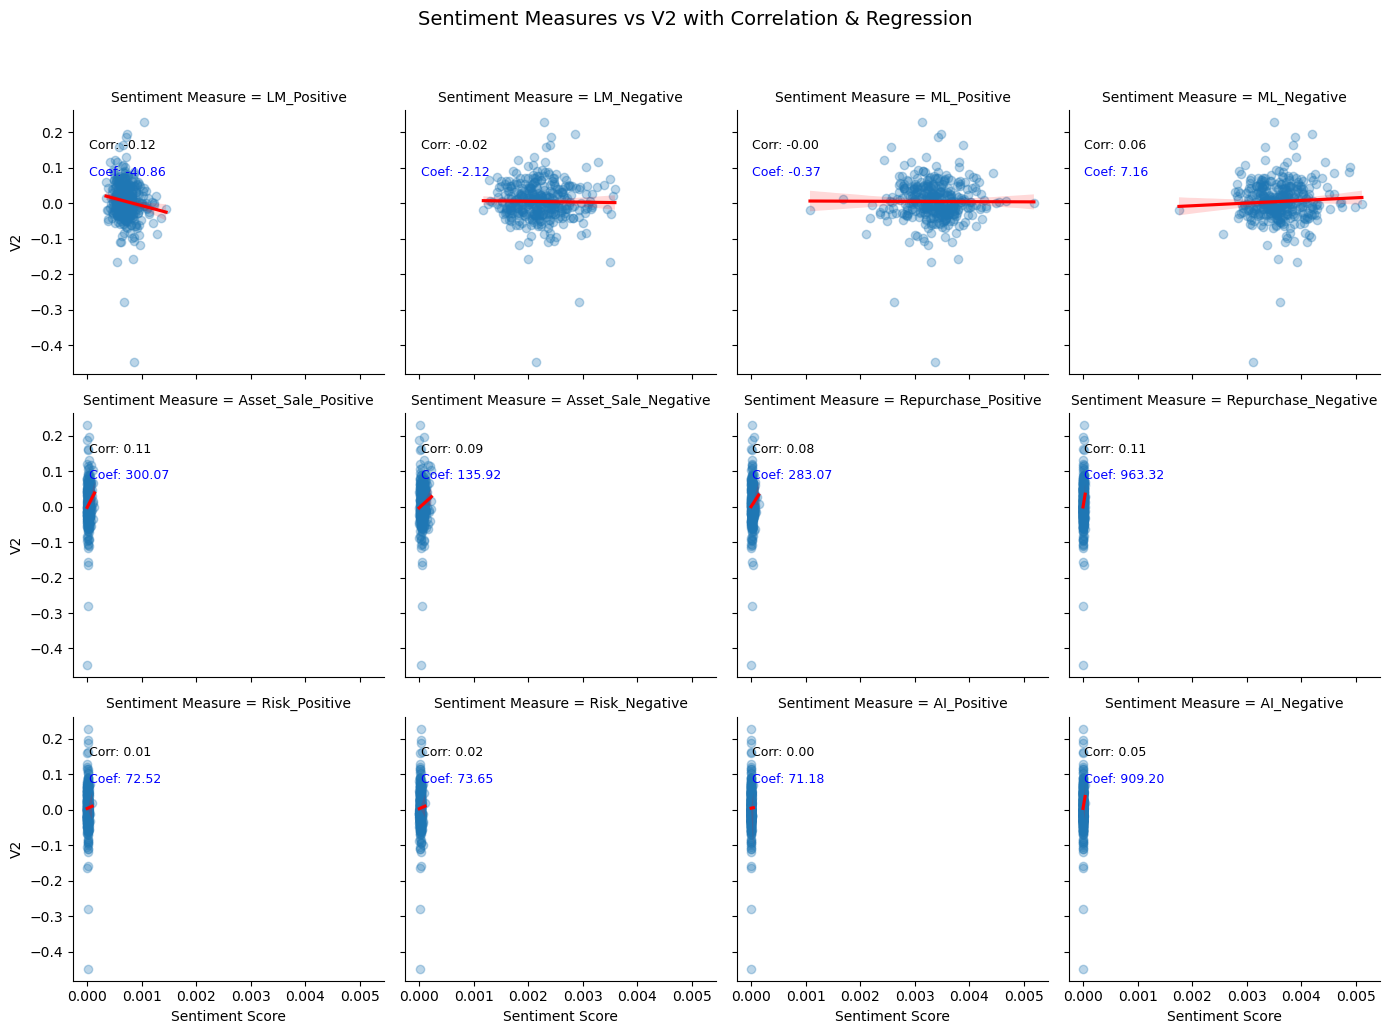 Sentiment Measures vs V2 with Correlation & Regression
Sentiment Measure = LM_Positive
Sentiment Measure = LM_Negative
Sentiment Measure = ML_Positive
Sentiment Measure = ML_Negative
0.2
0.1
0.0
−0.1
−0.2
−0.3
−0.4
V2
Corr: -0.12
Coef: -40.86
Corr: -0.02
Coef: -2.12
Corr: -0.00
Coef: -0.37
Corr: 0.06
Coef: 7.16
Sentiment Measure = Asset_Sale_Positive
Sentiment Measure = Asset_Sale_Negative
Sentiment Measure = Repurchase_Positive
Sentiment Measure = Repurchase_Negative
0.2
0.1
0.0
−0.1
−0.2
−0.3
−0.4
V2
Corr: 0.11
Coef: 300.07
Corr: 0.09
Coef: 135.92
Corr: 0.08
Coef: 283.07
Corr: 0.11
Coef: 963.32
Sentiment Measure = Risk_Positive
Sentiment Measure = Risk_Negative
Sentiment Measure = AI_Positive
Sentiment Measure = AI_Negative
0.2
0.1
0.0
−0.1
−0.2
−0.3
−0.4
V2
Corr: 0.01
Coef: 72.52
Corr: 0.02
Coef: 73.65
Corr: 0.00
Coef: 71.18
Corr: 0.05
Coef: 909.20
0.000 0.001 0.002 0.003 0.004 0.005
0.000 0.001 0.002 0.003 0.004 0.005
0.000 0.001 0.002 0.003 0.004 0.005
0.000 0.001 0.002 0.003 0.004 0.005
Sentiment Score
Sentiment Score
Sentiment Score
Sentiment Score